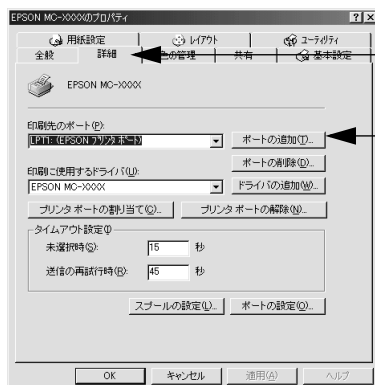 EPSON MC-XXXXのプロパティ
用紙設定 レイアウト ユーティリティ
全般 詳細 色の管理 共有 基本設定
EPSON MC-XXXX
印刷先のポート(P):
LPT1: (EPSON プリンタ ポート) ポートの追加(T)...
ポートの削除(D)...
印刷に使用するドライバ(U):
EPSON MC-XXXX ドライバの追加(W)...
プリンタ ポートの割り当て(C)... プリンタ ポートの解除(N)...
タイムアウト設定()
未選択時(S): 15 秒
送信の再試行時(R): 45 秒
スプールの設定(L)... ポートの設定(O)...
OK キャンセル 適用(A) ヘルプ